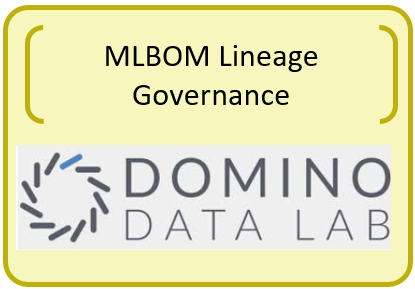 MLBOM Lineage
Governance
DOMINO
DATA LAB